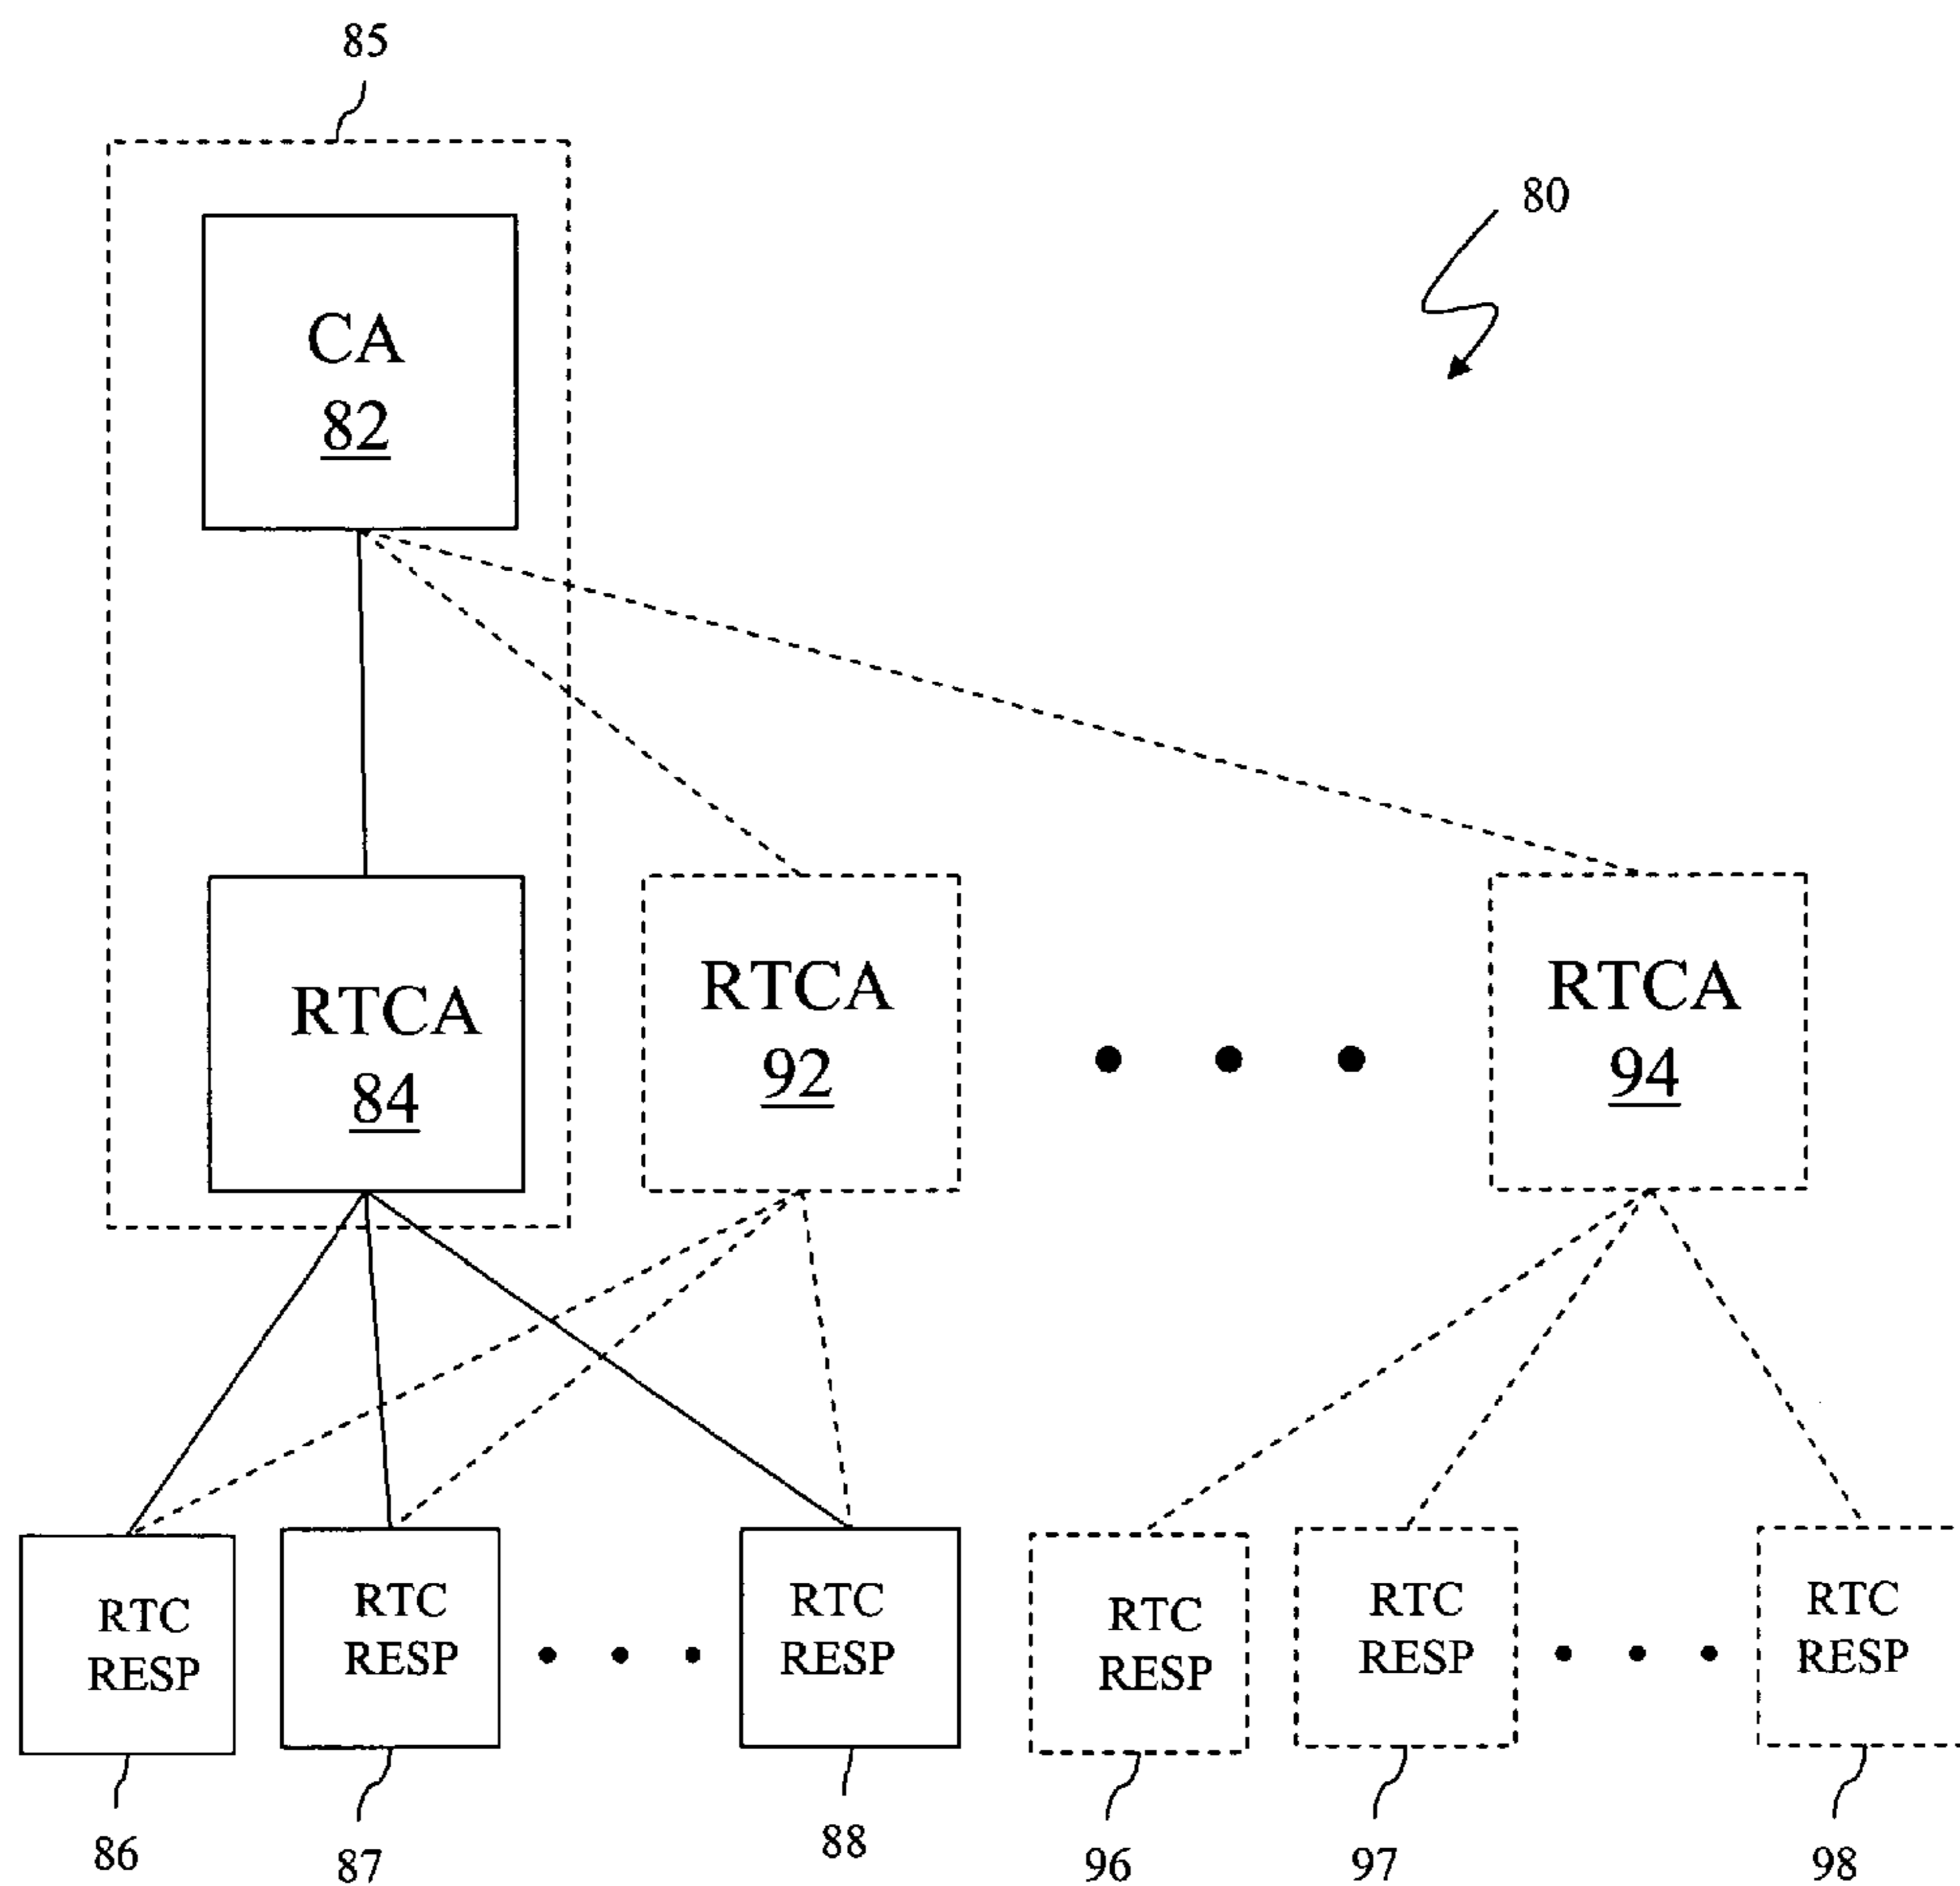 85
80
CA
82
RTCA
84
RTCA
92
RTCA
94
RTC
RESP
RTC
RESP
RTC
RESP
RTC
RESP
RTC
RESP
RTC
RESP
86
87
88
96
97
98